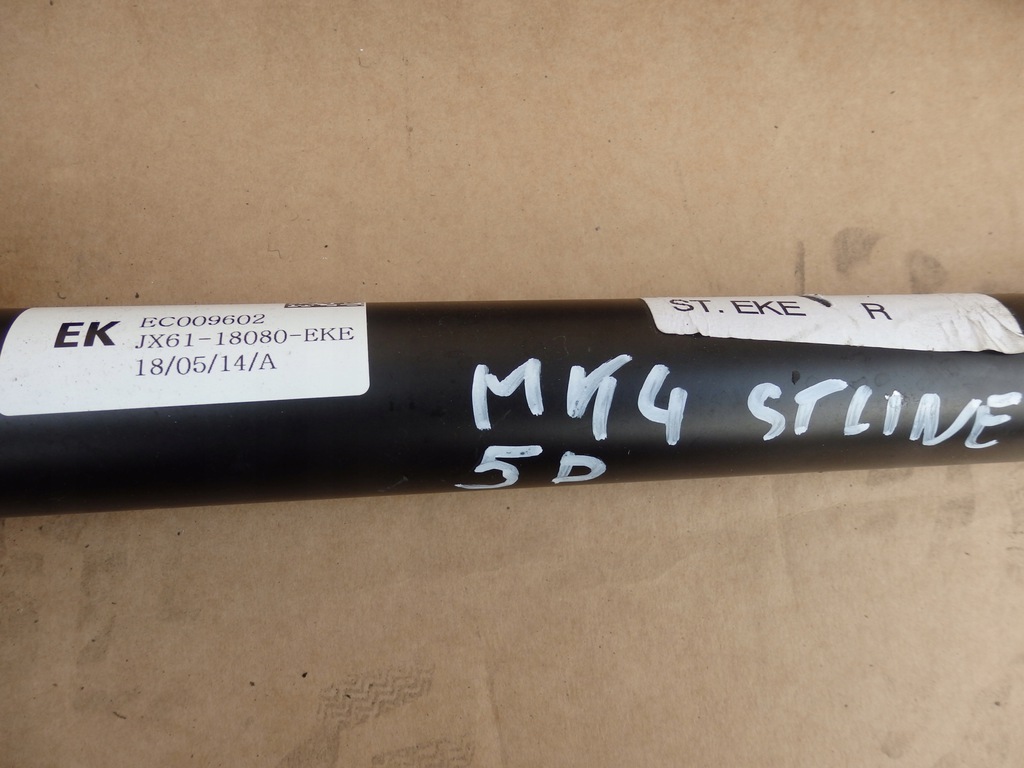 EK
EC009602
JX61-18080-EKE
18/05/14/A
ST. EKE R
MK4 STLINE
5D